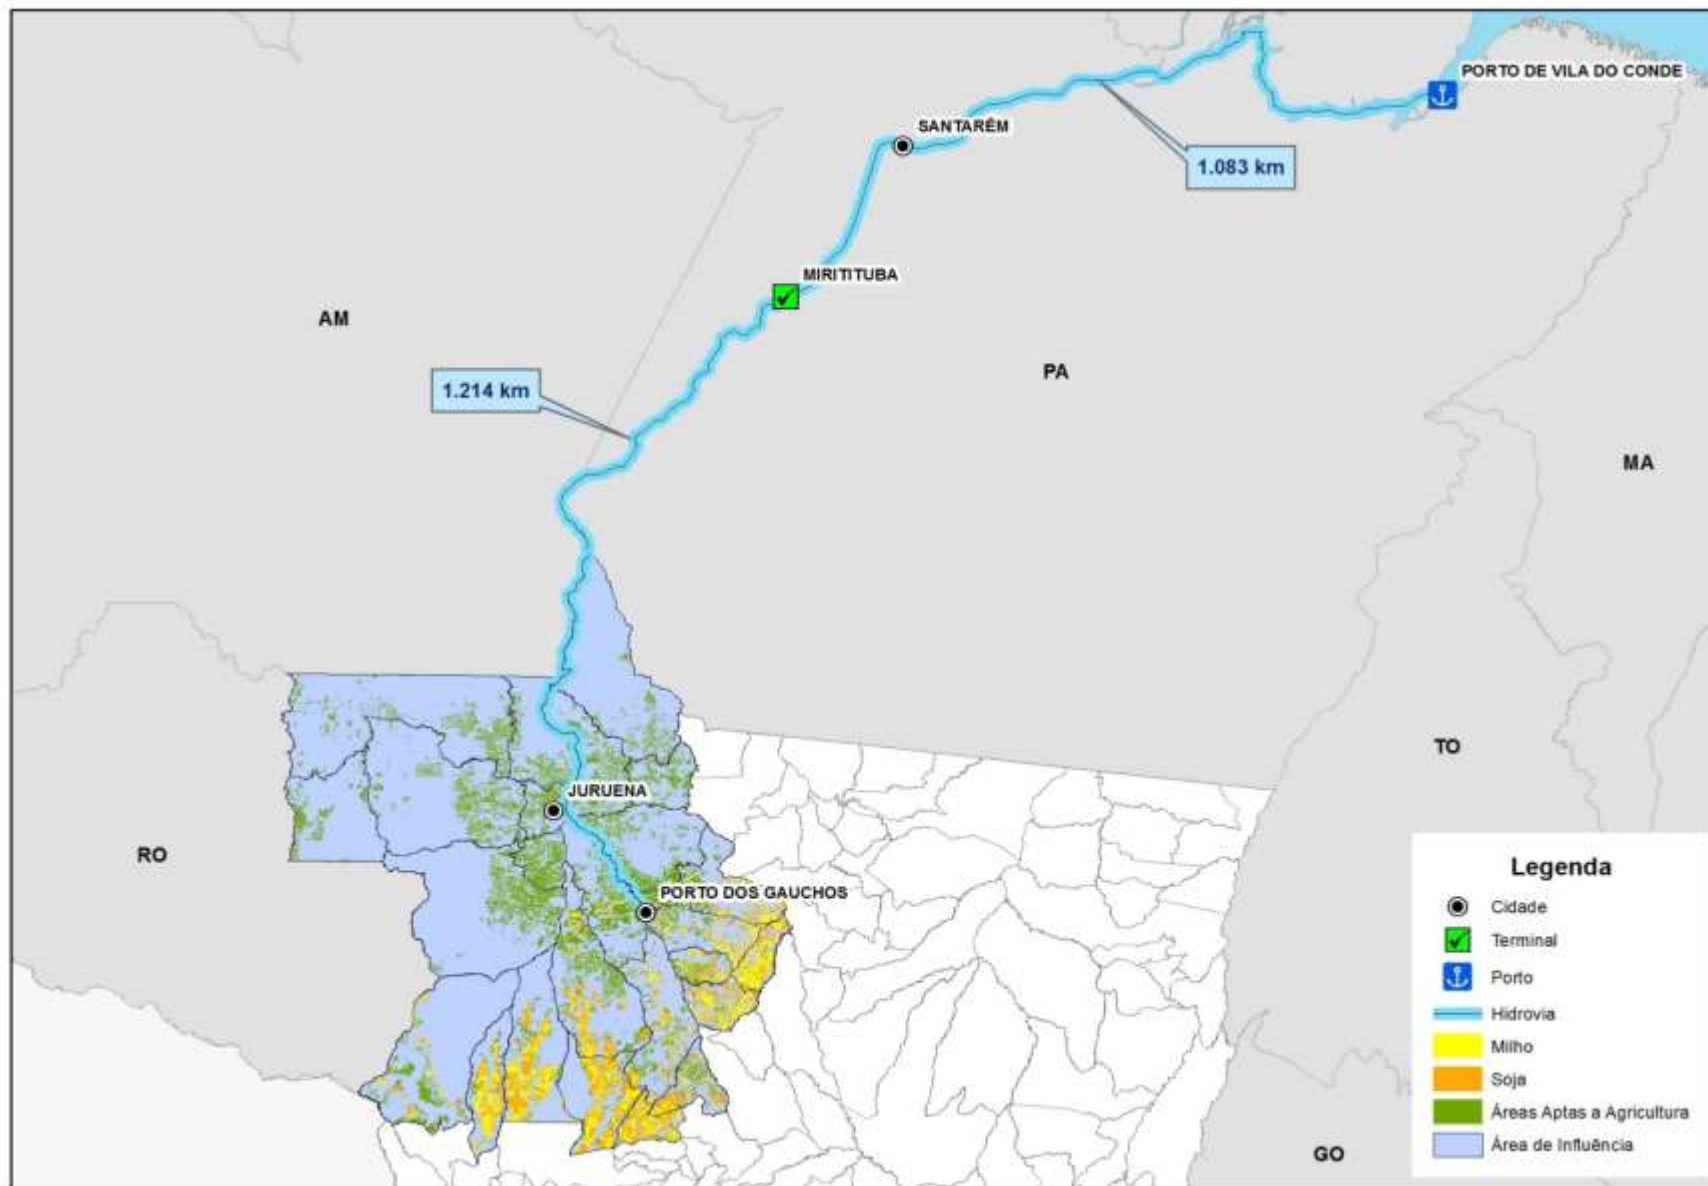 PORTO DE VILA DO CONDE
SANTARÉM
1.083 km
MIRITITUBA
AM
PA
1.214 km
MA
TO
JURUENA
RO
PORTO DOS GAUCHOS
GO
Legenda
Cidade
Terminal
Porto
Hidrovia
Milho
Soja
Áreas Aptas a Agricultura
Área de Influência